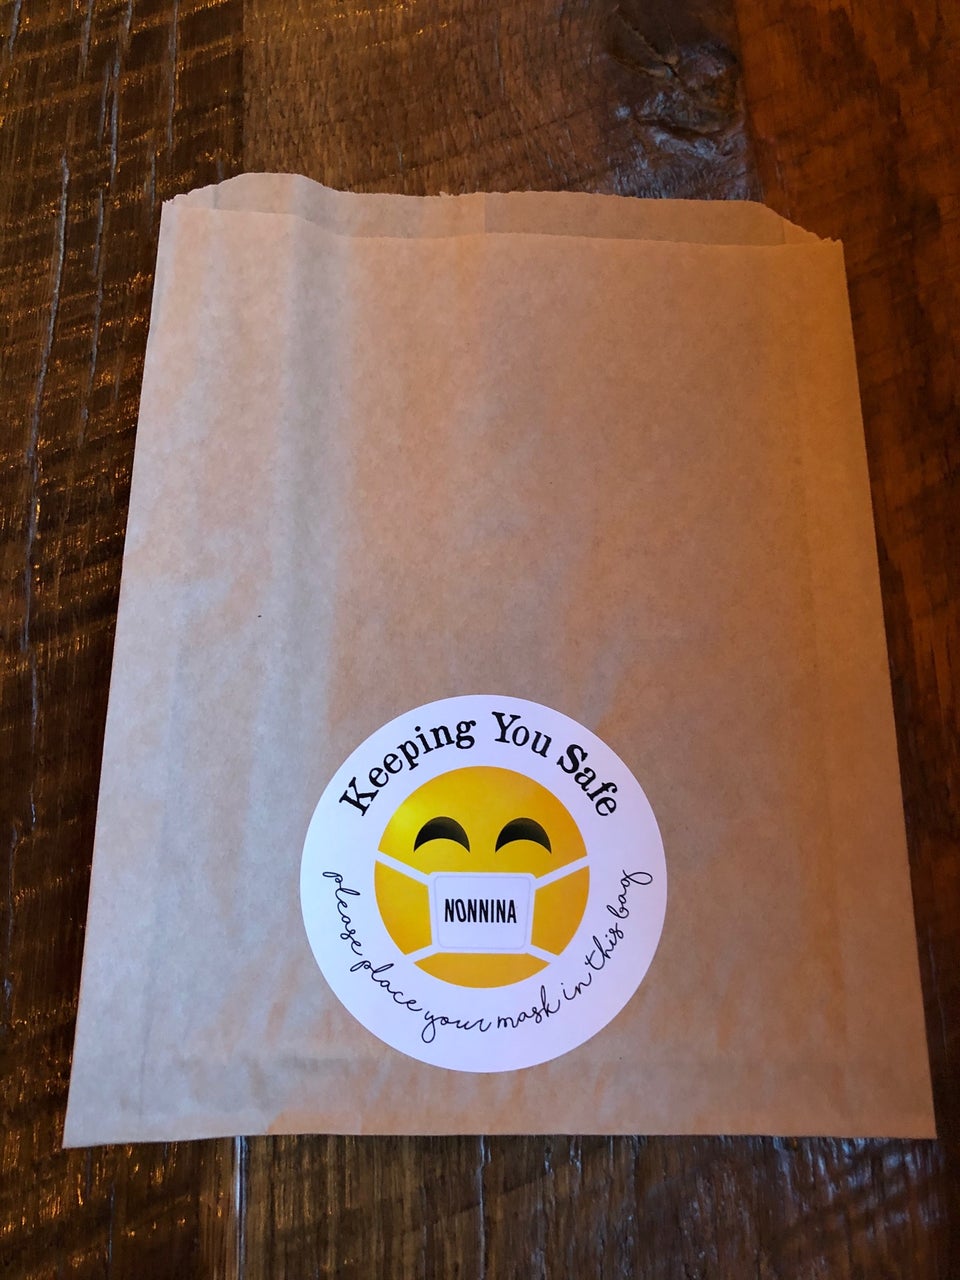 Keeping You Safe
NONNINA
please place your mask in this bag